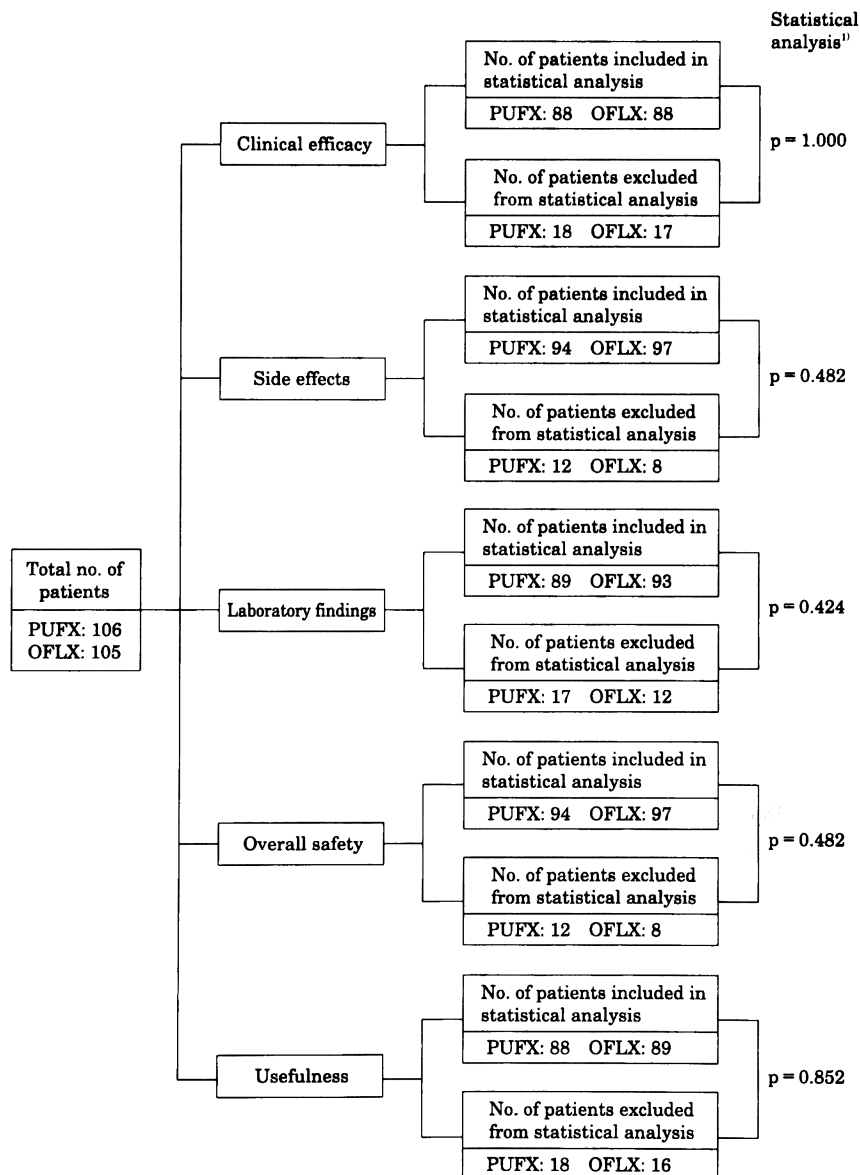 Statistical
analysis¹⁾
No. of patients included in
statistical analysis
PUFX: 88 OFLX: 88
Clinical efficacy
p = 1.000
No. of patients excluded
from statistical analysis
PUFX: 18 OFLX: 17
No. of patients included in
statistical analysis
PUFX: 94 OFLX: 97
Side effects
p = 0.482
No. of patients excluded
from statistical analysis
PUFX: 12 OFLX: 8
No. of patients included in
statistical analysis
PUFX: 89 OFLX: 93
Total no. of
patients
PUFX: 106
OFLX: 105
Laboratory findings
p = 0.424
No. of patients excluded
from statistical analysis
PUFX: 17 OFLX: 12
No. of patients included in
statistical analysis
PUFX: 94 OFLX: 97
Overall safety
p = 0.482
No. of patients excluded
from statistical analysis
PUFX: 12 OFLX: 8
No. of patients included in
statistical analysis
PUFX: 88 OFLX: 89
Usefulness
p = 0.852
No. of patients excluded
from statistical analysis
PUFX: 18 OFLX: 16